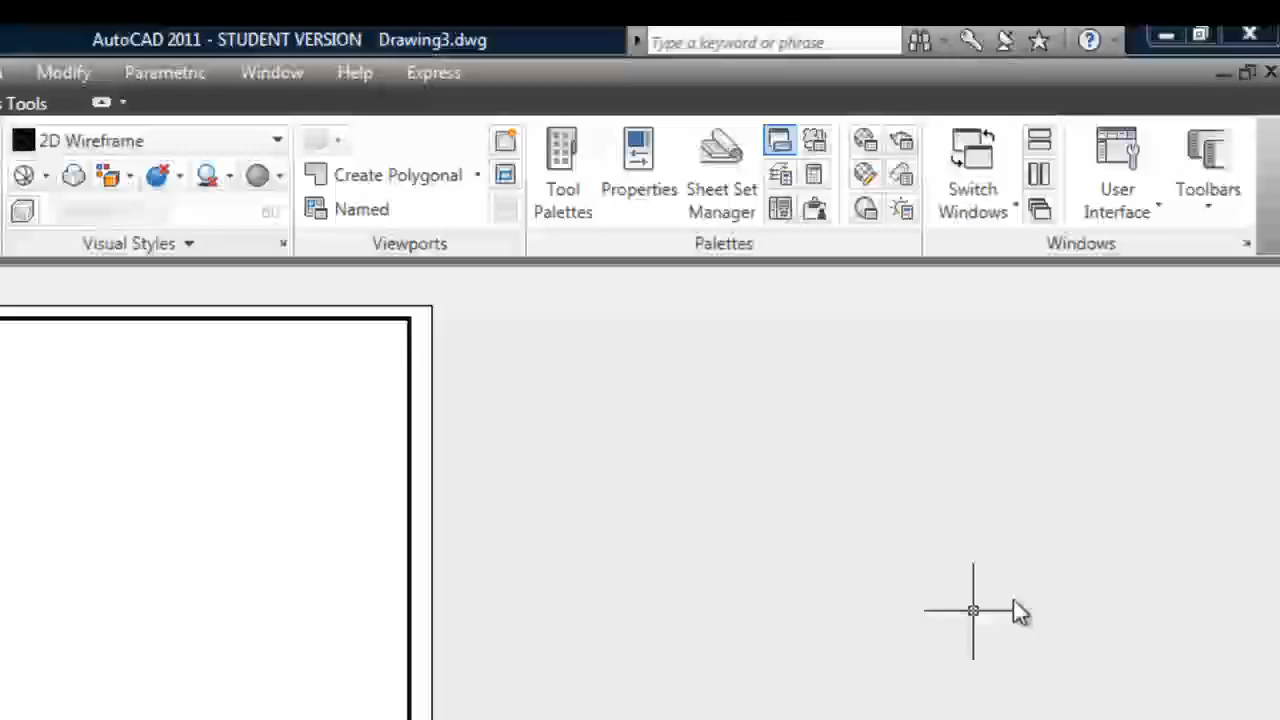 AutoCAD 2011 - STUDENT VERSION Drawing3.dwg
Type a keyword or phrase
Modify Parametric Window Help Express
Tools
2D Wireframe
Create Polygonal
Named
Tool Palettes
Properties
Sheet Set Manager
Switch Windows
User Interface
Toolbars
Visual Styles
Viewports
Palettes
Windows